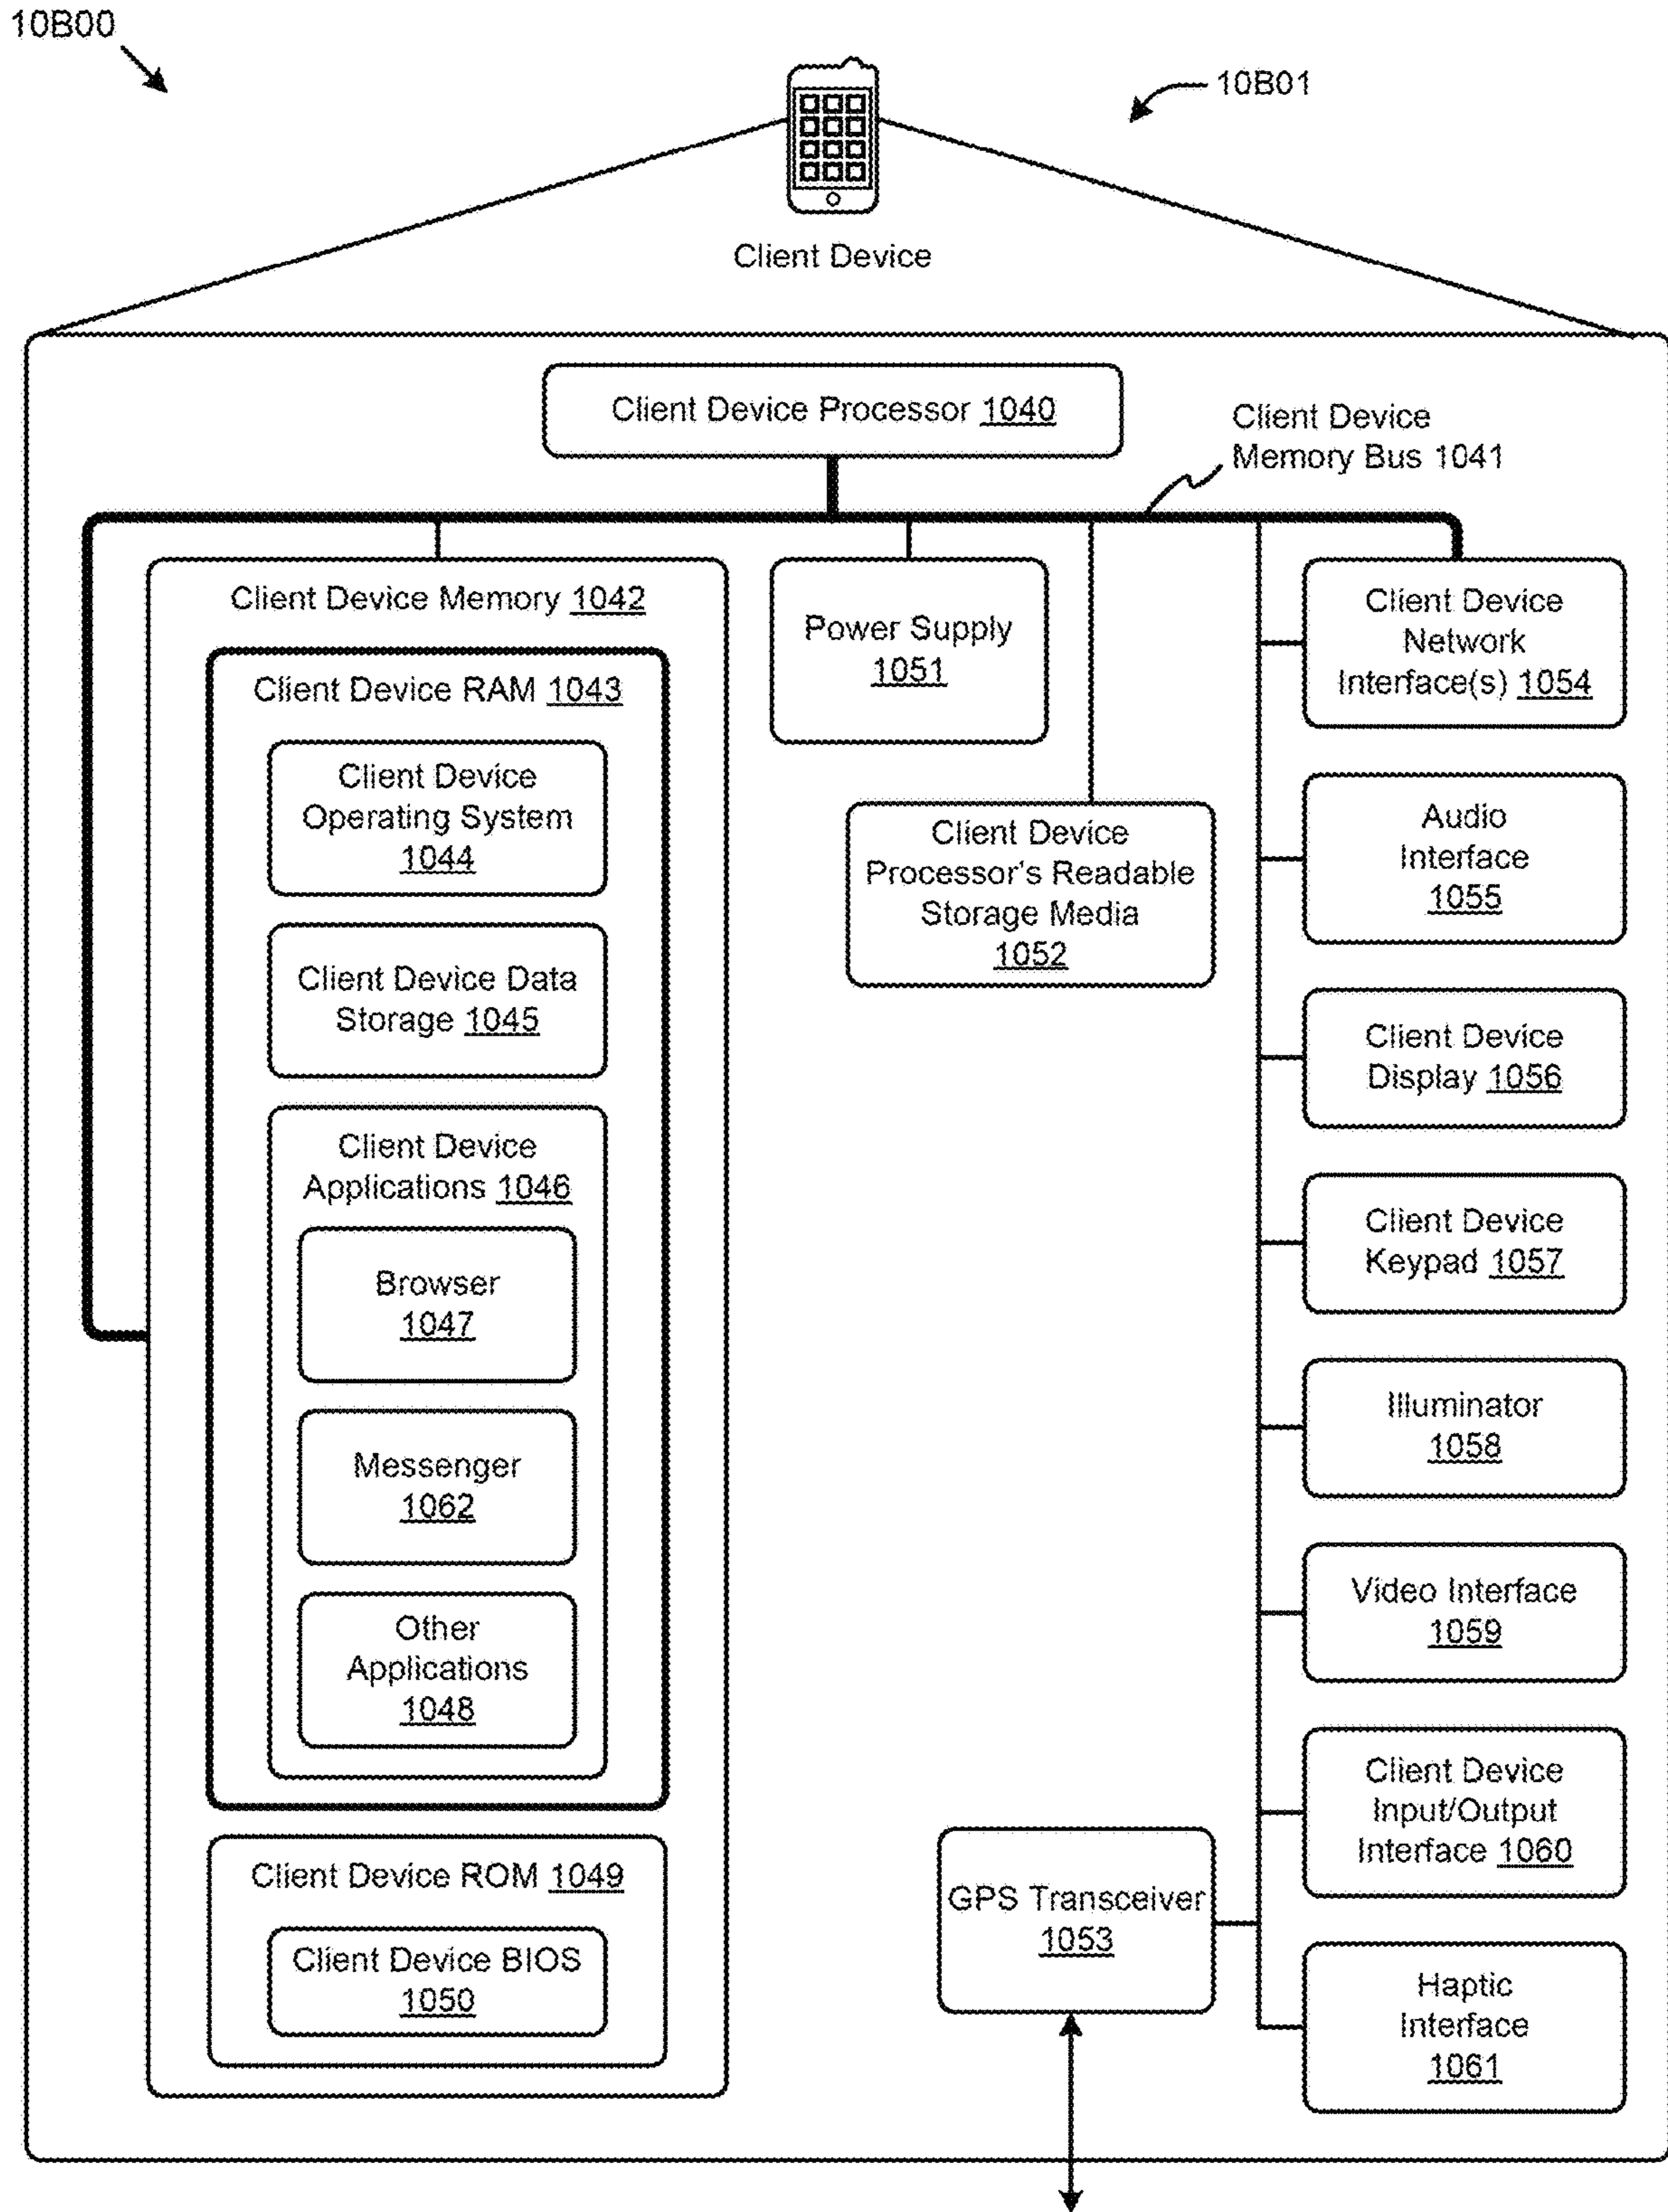 10B00
10B01
Client Device
Client Device Processor 1040
Client Device
Memory Bus 1041
Client Device Memory 1042
Client Device RAM 1043
Client Device
Operating System
1044
Client Device Data
Storage 1045
Client Device
Applications 1046
Browser
1047
Messenger
1062
Other
Applications
1048
Client Device ROM 1049
Client Device BIOS
1050
Power Supply
1051
Client Device
Processor's Readable
Storage Media
1052
GPS Transceiver
1053
Client Device
Network
Interface(s) 1054
Audio
Interface
1055
Client Device
Display 1056
Client Device
Keypad 1057
Illuminator
1058
Video Interface
1059
Client Device
Input/Output
Interface 1060
Haptic
Interface
1061